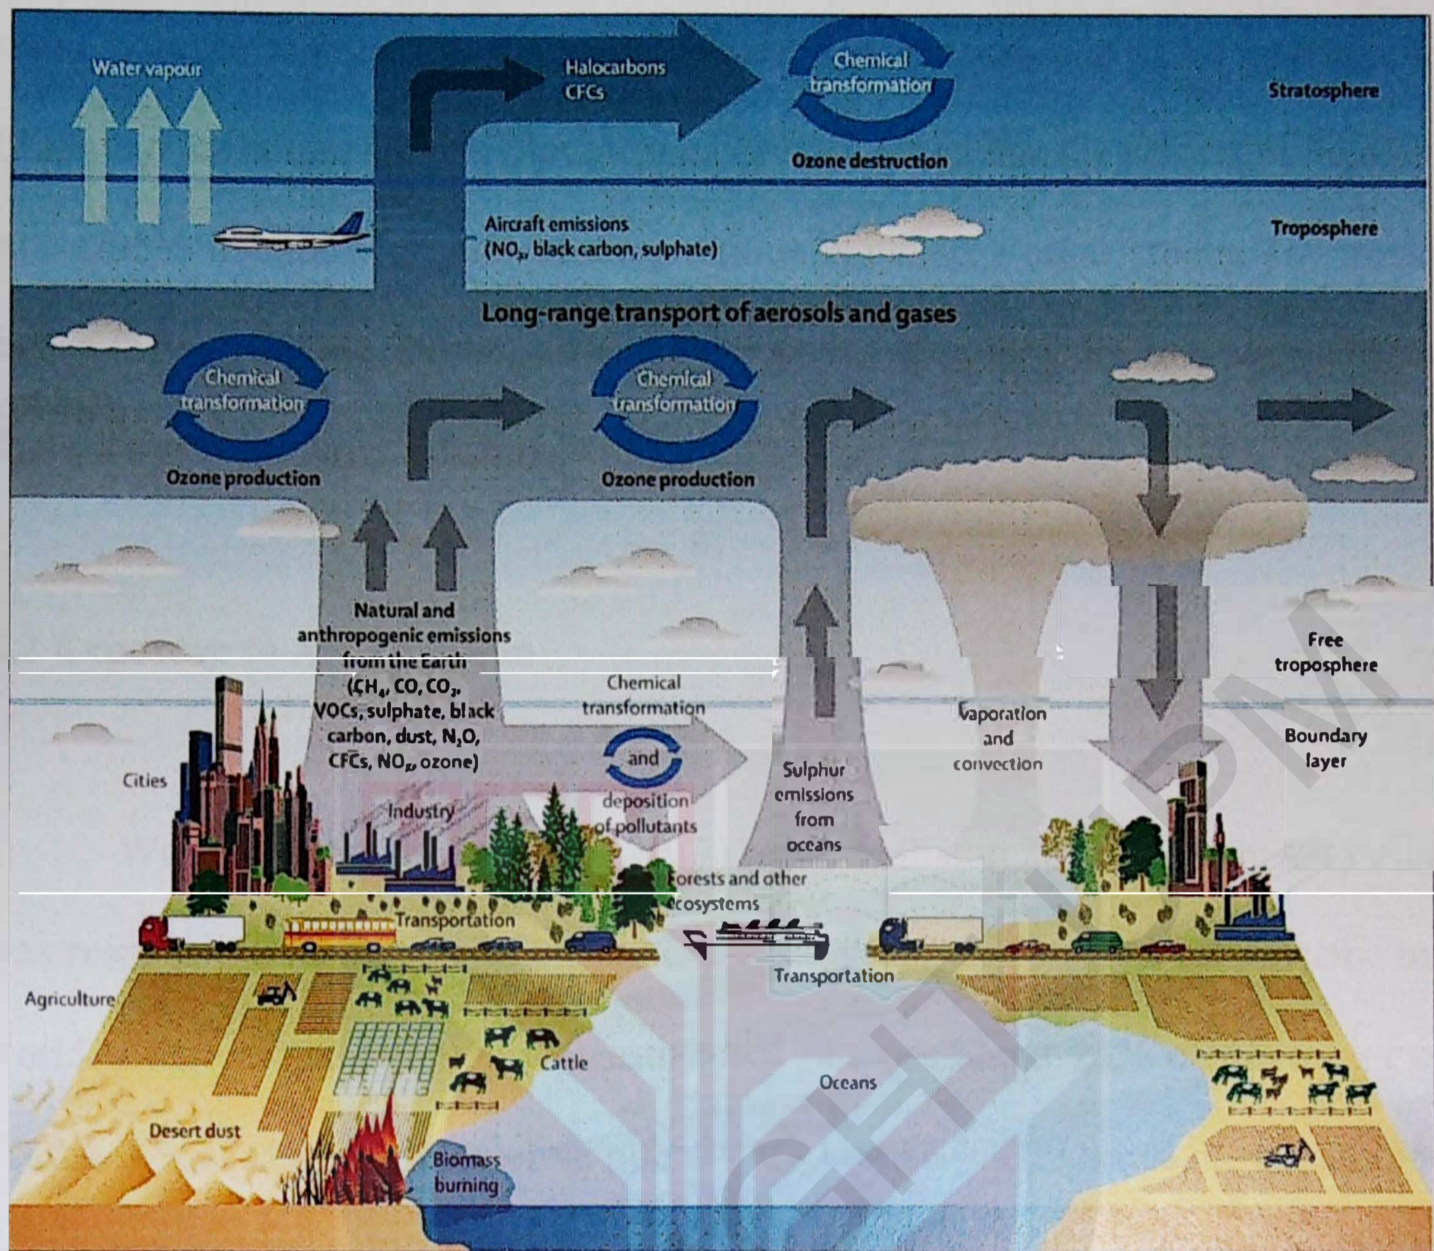 Water vapour
Halocarbons
CFCs
Chemical
transformation
Ozone destruction
Stratosphere
Aircraft emissions
(NOₓ, black carbon, sulphate)
Troposphere
Long-range transport of aerosols and gases
Chemical
transformation
Ozone production
Chemical
transformation
Ozone production
Natural and
anthropogenic emissions
from the Earth
(CH₄, CO, CO₂,
VOCs, sulphate, black
carbon, dust, N₂O,
CFCs, NOₓ, ozone)
Chemical
transformation
and
deposition
of pollutants
Sulphur
emissions
from
oceans
Vaporation
and
convection
Free
troposphere
Boundary
layer
Cities
Industry
Forests and other
cosystems
Transportation
Transportation
Agriculture
Cattle
Oceans
Desert dust
Biomass
burning
GHT UPM